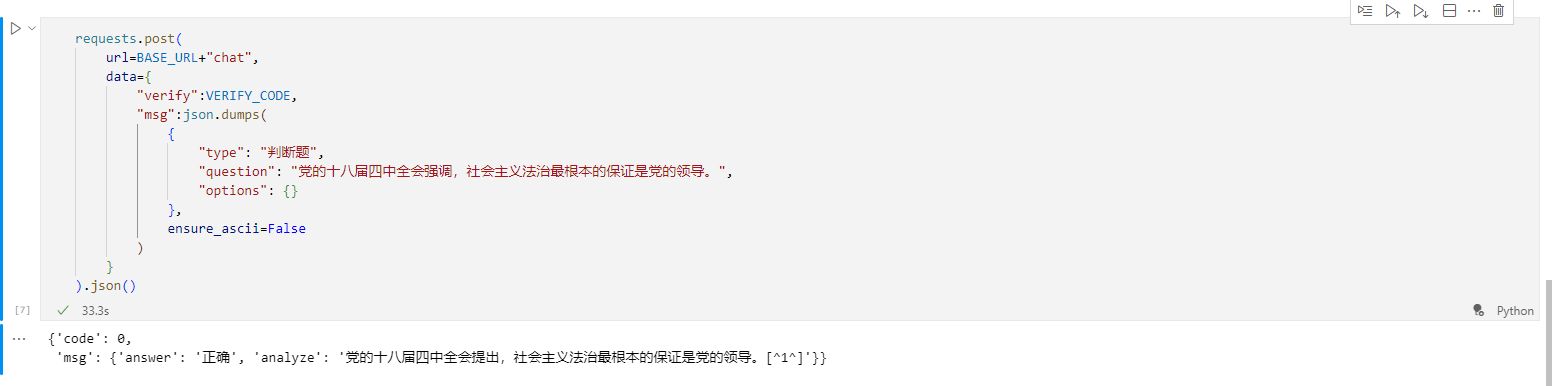 requests.post(
url=BASE_URL+"chat",
data={
"verify":VERIFY_CODE,
"msg":json.dumps(
{
"type": "判断题",
"question": "党的十八届四中全会强调，社会主义法治最根本的保证是党的领导。",
"options": {}
},
ensure_ascii=False
)
}
).json()
[7]
33.3s
Python
{'code': 0,
'msg': {'answer': '正确', 'analyze': '党的十八届四中全会提出，社会主义法治最根本的保证是党的领导。[^1^]'}}